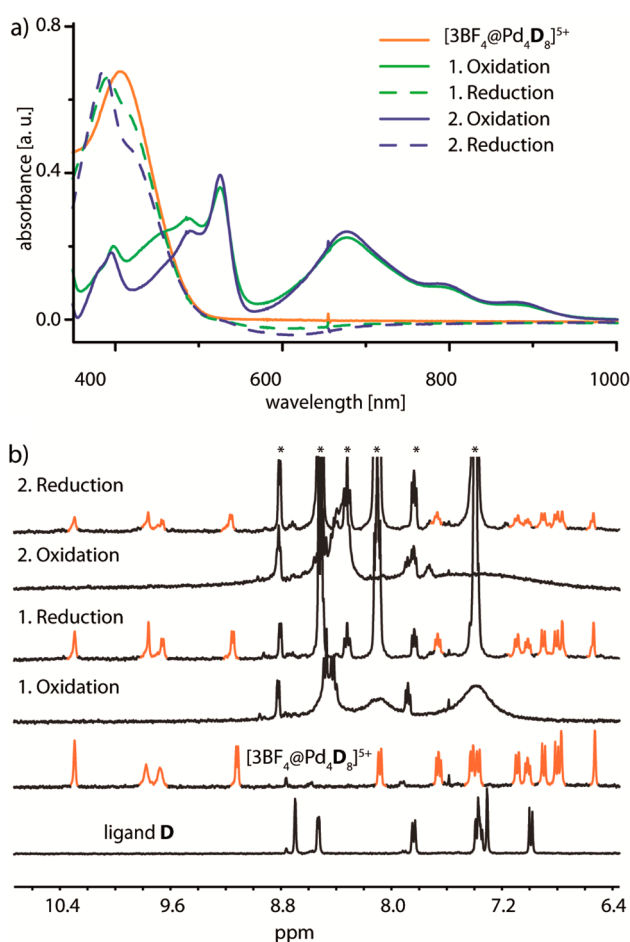 a)
0.8
0.4
0.0
absorbance [a. u.]
[3BF₄@Pd₄D₈]⁵⁺
1. Oxidation
1. Reduction
2. Oxidation
2. Reduction
400 600 800 1000
wavelength [nm]
b)
* * * * * *
2. Reduction
2. Oxidation
1. Reduction
1. Oxidation
[3BF₄@Pd₄D₈]⁵⁺
ligand D
10.4 9.6 8.8 8.0 7.2 6.4
ppm